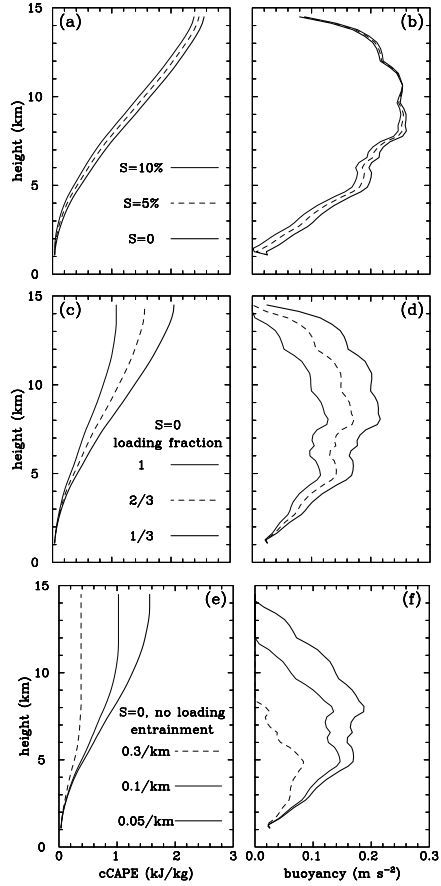 (a)
(b)
15
10
5
0
height (km)
S=10%
S=5%
S=0
(c)
(d)
15
10
5
0
height (km)
S=0
loading fraction
1
2/3
1/3
(e)
(f)
15
10
5
0
height (km)
S=0, no loading
entrainment
0.3/km
0.1/km
0.05/km
0 1 2 3
0.0 0.1 0.2 0.3
cCAPE (kJ/kg)
buoyancy (m s⁻²)